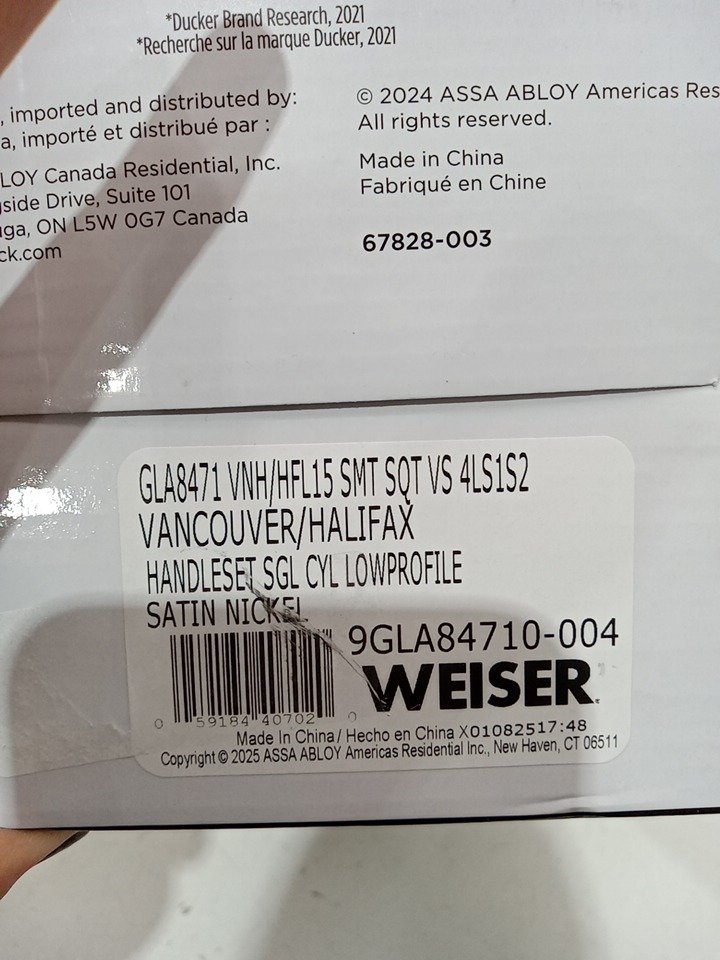 *Ducker Brand Research, 2021
*Recherche sur la marque Ducker, 2021
, imported and distributed by:
a, importé et distribué par :
LOY Canada Residential, Inc.
side Drive, Suite 101
ga, ON L5W 0G7 Canada
ck.com
© 2024 ASSA ABLOY Americas Res
All rights reserved.
Made in China
Fabriqué en Chine
67828-003
GLA8471 VNH/HFL15 SMT SQT VS 4LS1S2
VANCOUVER/HALIFAX
HANDLESET SGL CYL LOWPROFILE
SATIN NICKEL
9GLA84710-004
WEISER
0 59184 40702 0
Made In China / Hecho en China X01082517:48
Copyright © 2025 ASSA ABLOY Americas Residential Inc., New Haven, CT 06511